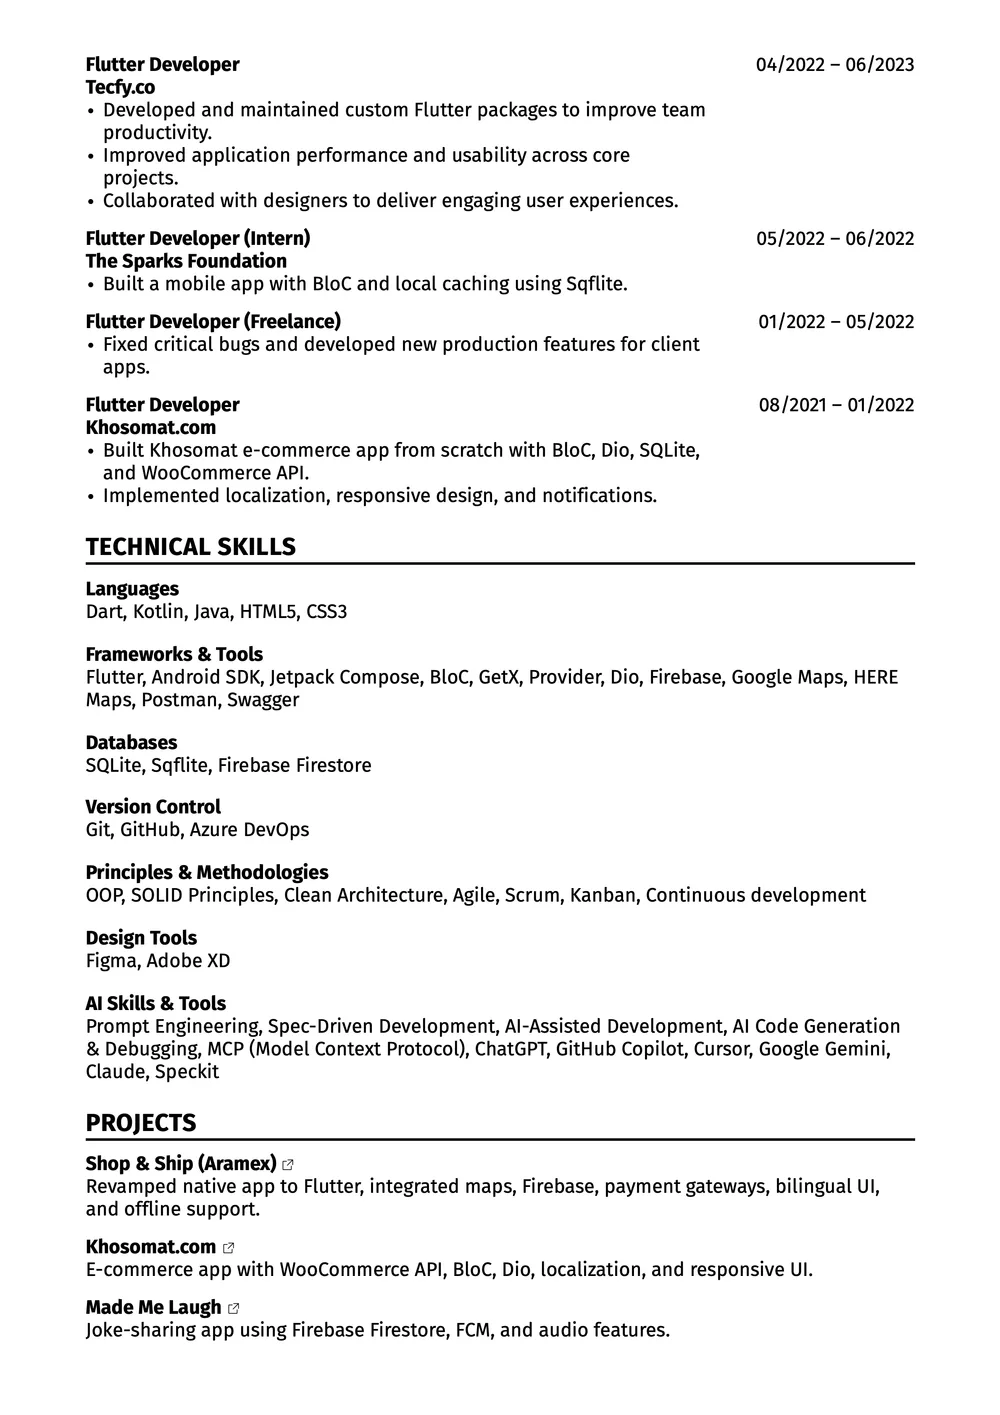 Flutter Developer 04/2022 – 06/2023
Tecfy.co
• Developed and maintained custom Flutter packages to improve team
productivity.
• Improved application performance and usability across core
projects.
• Collaborated with designers to deliver engaging user experiences.
Flutter Developer (Intern) 05/2022 – 06/2022
The Sparks Foundation
• Built a mobile app with BloC and local caching using Sqflite.
Flutter Developer (Freelance) 01/2022 – 05/2022
• Fixed critical bugs and developed new production features for client
apps.
Flutter Developer 08/2021 – 01/2022
Khosomat.com
• Built Khosomat e-commerce app from scratch with BloC, Dio, SQLite,
and WooCommerce API.
• Implemented localization, responsive design, and notifications.
TECHNICAL SKILLS
Languages
Dart, Kotlin, Java, HTML5, CSS3
Frameworks & Tools
Flutter, Android SDK, Jetpack Compose, BloC, GetX, Provider, Dio, Firebase, Google Maps, HERE
Maps, Postman, Swagger
Databases
SQLite, Sqflite, Firebase Firestore
Version Control
Git, GitHub, Azure DevOps
Principles & Methodologies
OOP, SOLID Principles, Clean Architecture, Agile, Scrum, Kanban, Continuous development
Design Tools
Figma, Adobe XD
AI Skills & Tools
Prompt Engineering, Spec-Driven Development, AI-Assisted Development, AI Code Generation
& Debugging, MCP (Model Context Protocol), ChatGPT, GitHub Copilot, Cursor, Google Gemini,
Claude, Speckit
PROJECTS
Shop & Ship (Aramex)
Revamped native app to Flutter, integrated maps, Firebase, payment gateways, bilingual UI,
and offline support.
Khosomat.com
E-commerce app with WooCommerce API, BloC, Dio, localization, and responsive UI.
Made Me Laugh
Joke-sharing app using Firebase Firestore, FCM, and audio features.